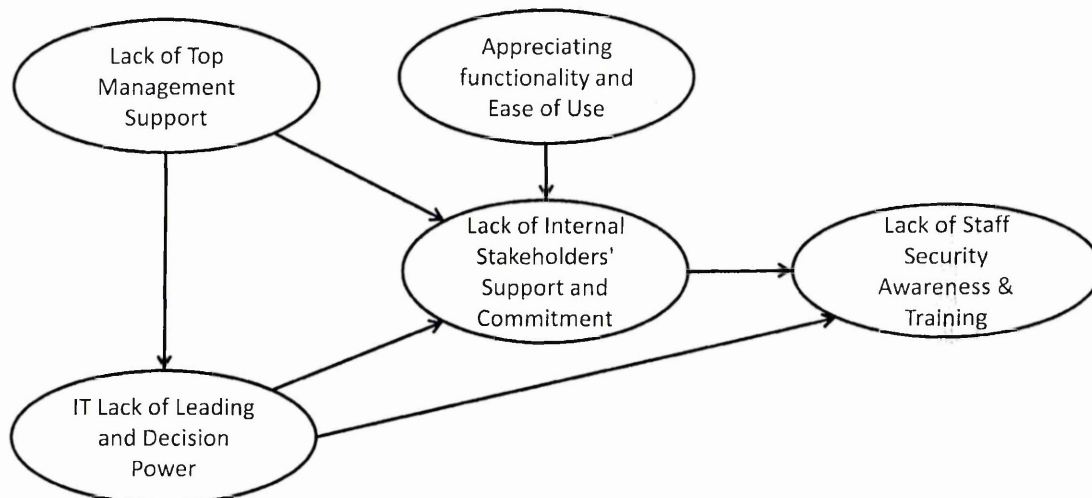 Lack of Top
Management
Support
Appreciating
functionality and
Ease of Use
Lack of Internal
Stakeholders'
Support and
Commitment
Lack of Staff
Security
Awareness &
Training
IT Lack of Leading
and Decision
Power